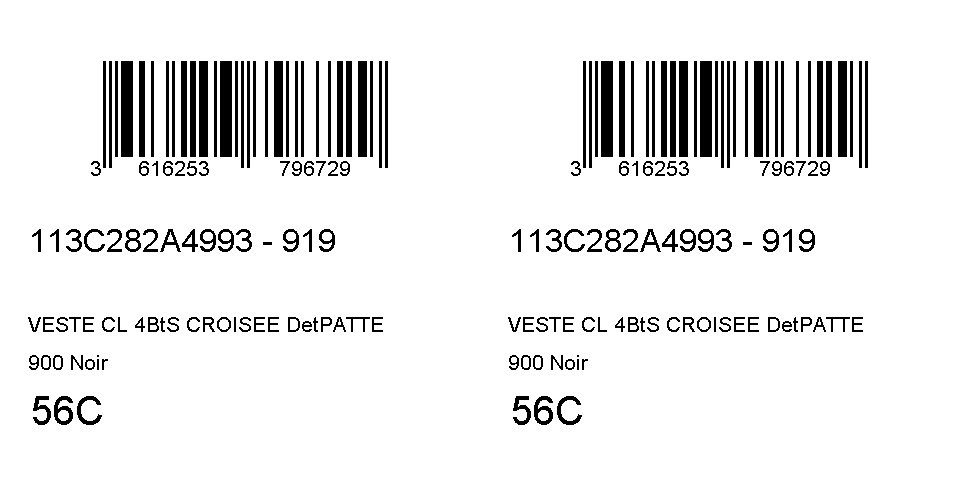 3 616253 796729
113C282A4993 - 919
VESTE CL 4BtS CROISEE DetPATTE
900 Noir
56C
3 616253 796729
113C282A4993 - 919
VESTE CL 4BtS CROISEE DetPATTE
900 Noir
56C